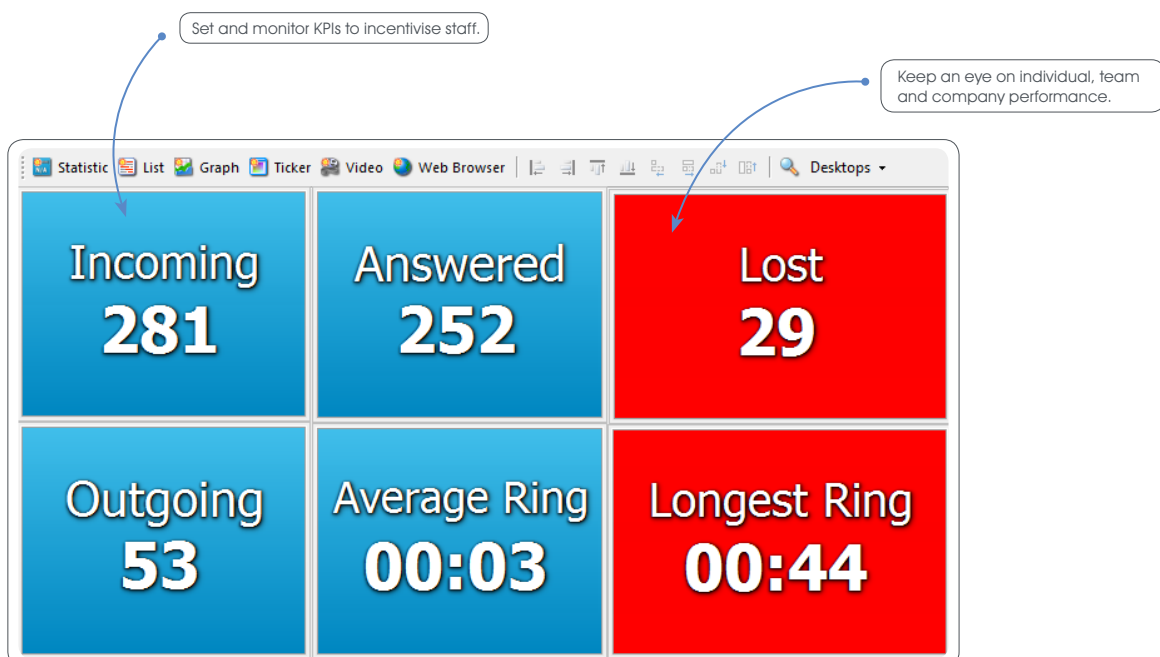 Set and monitor KPIs to incentivise staff.
Keep an eye on individual, team
and company performance.
Statistic List Graph Ticker Video Web Browser Desktops
Incoming
281
Answered
252
Lost
29
Outgoing
53
Average Ring
00:03
Longest Ring
00:44